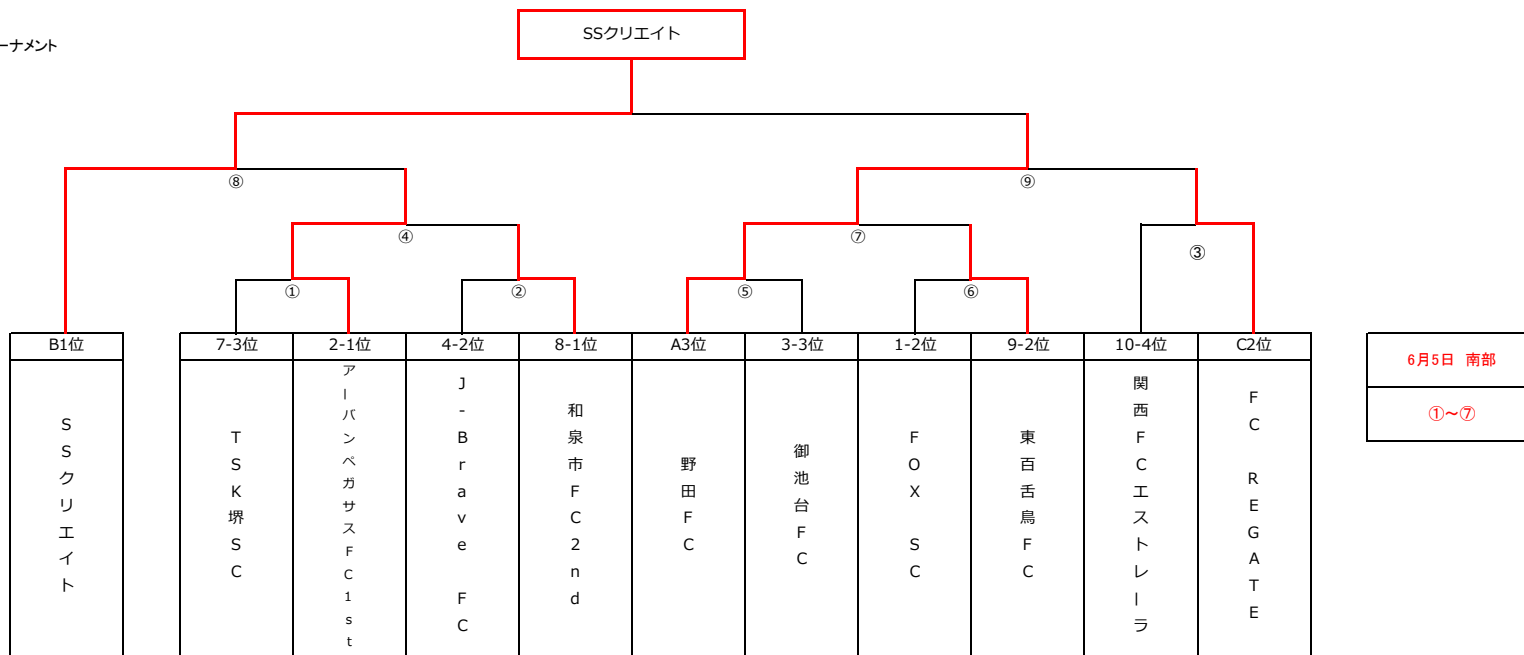 SSクリエイト
ーナメント
⑧
⑨
④
⑦
③
①
②
⑤
⑥
B1位
7-3位
2-1位
4-2位
8-1位
A3位
3-3位
1-2位
9-2位
10-4位
C2位
SSクリエイト
TSK堺SC
アーバンペガサスFC1st
J-Brave FC
和泉市FC2nd
野田FC
御池台FC
FOX SC
東百舌鳥FC
関西FCエストレーラ
FC REGATE
6月5日 南部
①~⑦